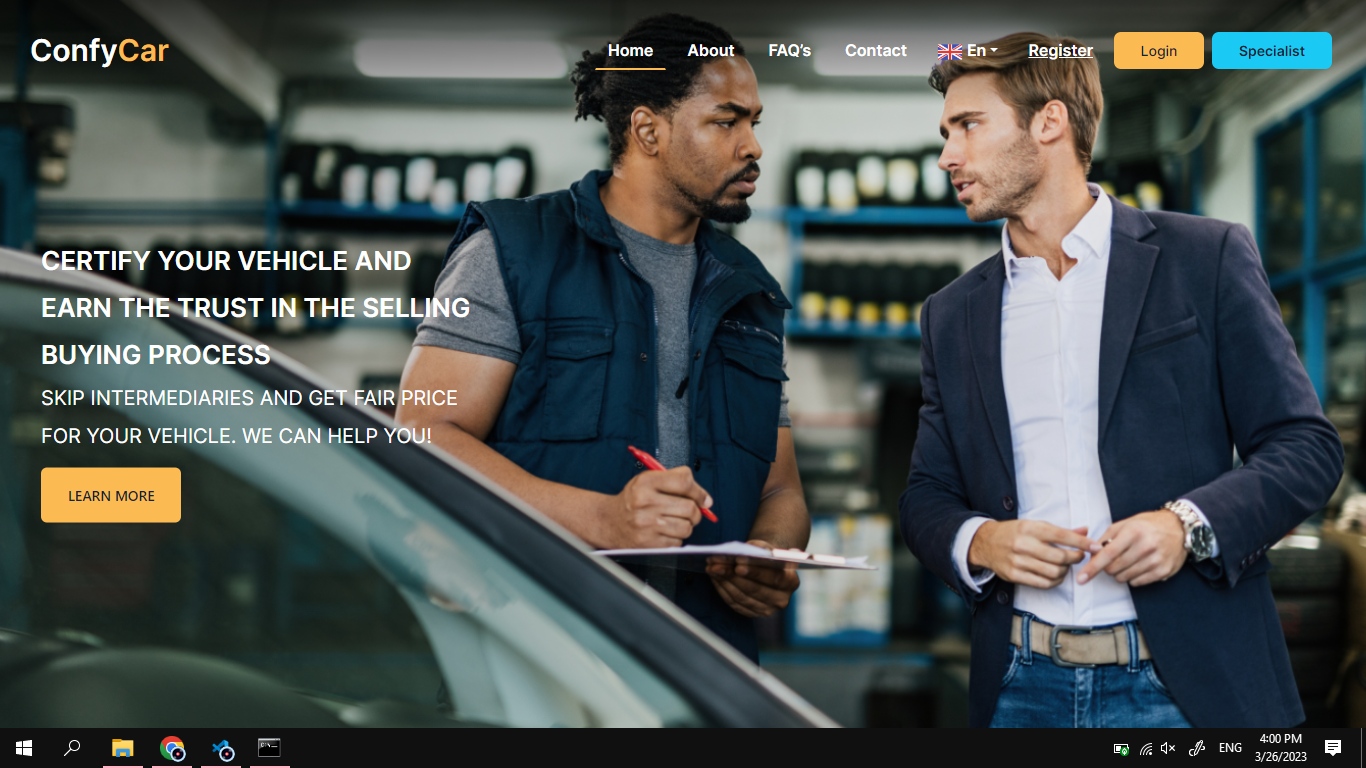 ConfyCar
Home About FAQ's Contact En Register Login Specialist
CERTIFY YOUR VEHICLE AND
EARN THE TRUST IN THE SELLING
BUYING PROCESS
SKIP INTERMEDIARIES AND GET FAIR PRICE
FOR YOUR VEHICLE. WE CAN HELP YOU!
LEARN MORE
ENG
4:00 PM
3/26/2023